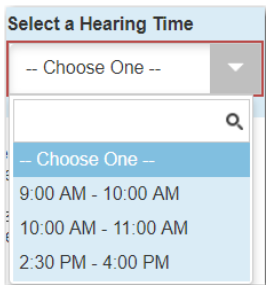 Select a Hearing Time
-- Choose One --
-- Choose One --
9:00 AM - 10:00 AM
10:00 AM - 11:00 AM
2:30 PM - 4:00 PM